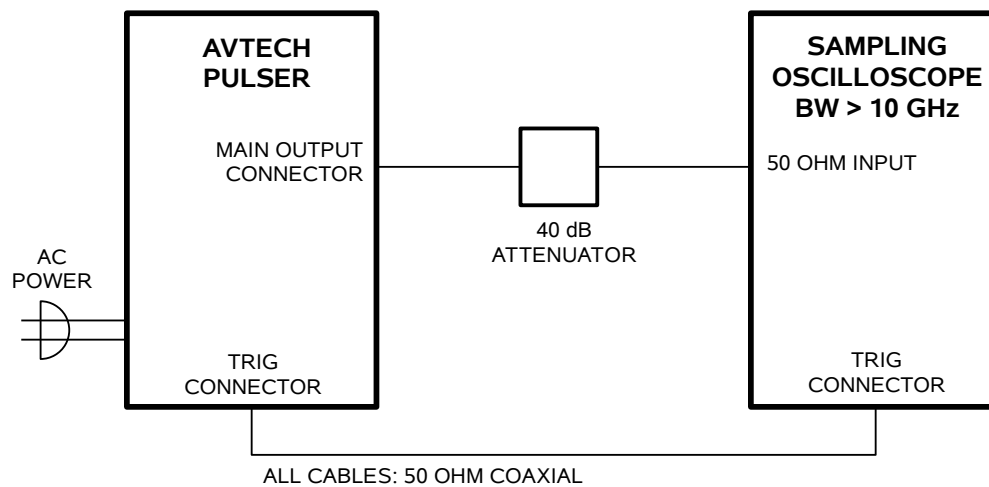 AVTECH
PULSER
MAIN OUTPUT
CONNECTOR
AC
POWER
TRIG
CONNECTOR
40 dB
ATTENUATOR
SAMPLING
OSCILLOSCOPE
BW > 10 GHz
50 OHM INPUT
TRIG
CONNECTOR
ALL CABLES: 50 OHM COAXIAL